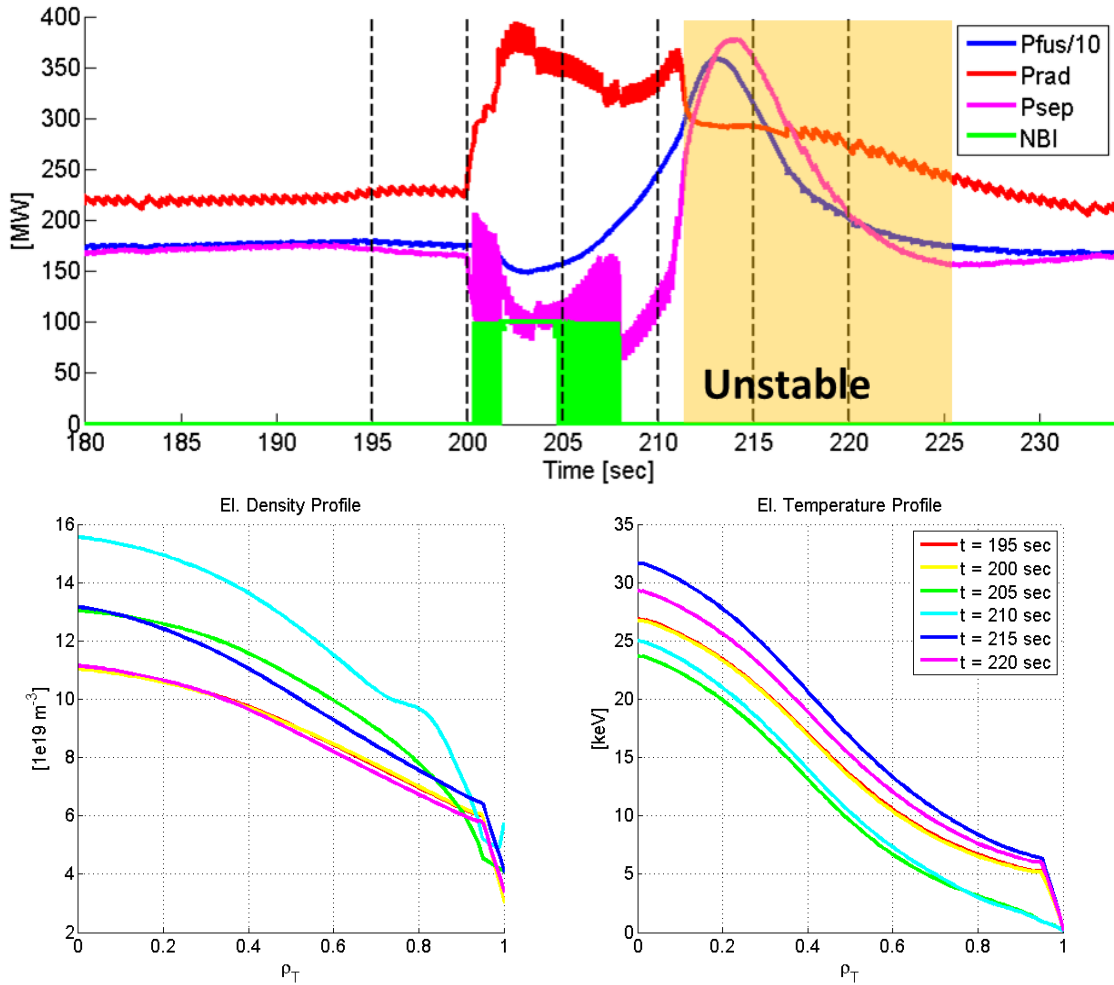 400
350
300
250
200
150
100
50
0
[MW]
Pfus/10
Prad
Psep
NBI
Unstable
180 185 190 195 200 205 210 215 220 225 230
Time [sec]
El. Density Profile
16
14
12
10
8
6
4
2
[1e19 m⁻³]
0 0.2 0.4 0.6 0.8 1
ρT
El. Temperature Profile
35
30
25
20
15
10
5
0
[keV]
t = 195 sec
t = 200 sec
t = 205 sec
t = 210 sec
t = 215 sec
t = 220 sec
0 0.2 0.4 0.6 0.8 1
ρT